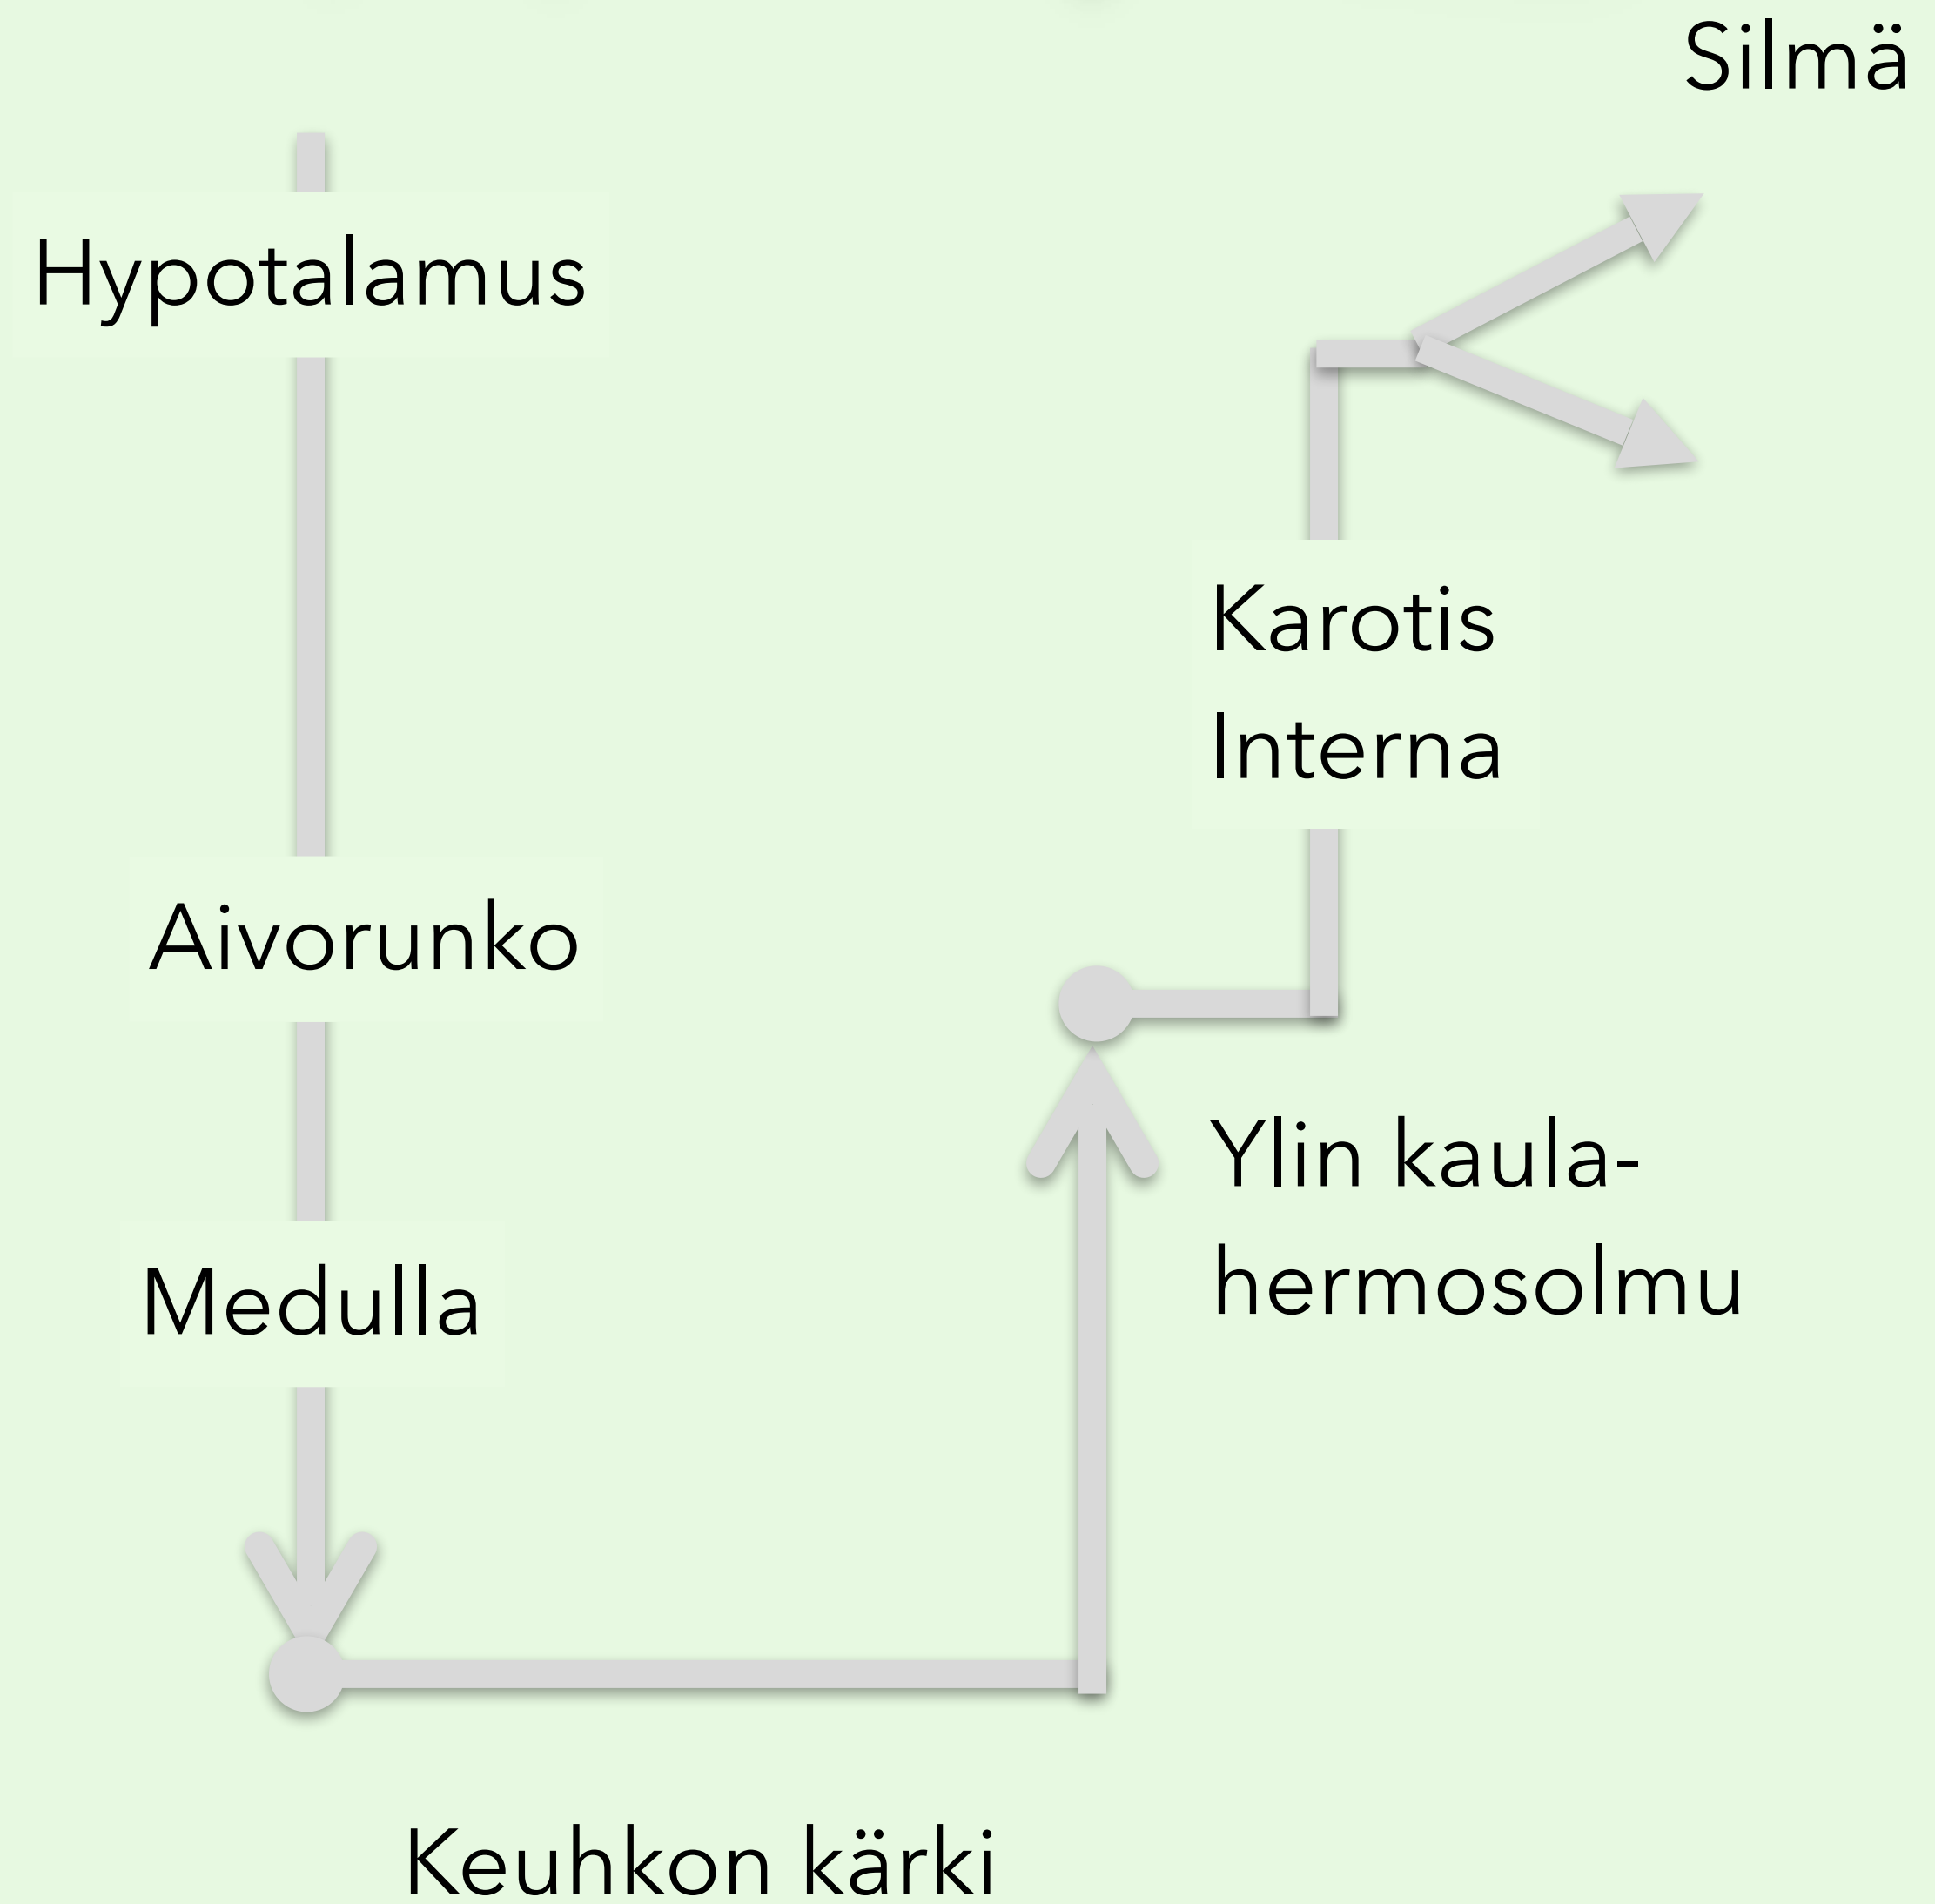 Silmä
Hypotalamus
Karotis
Interna
Aivorunko
Ylin kaula-
hermosolmu
Medulla
Keuhkon kärki